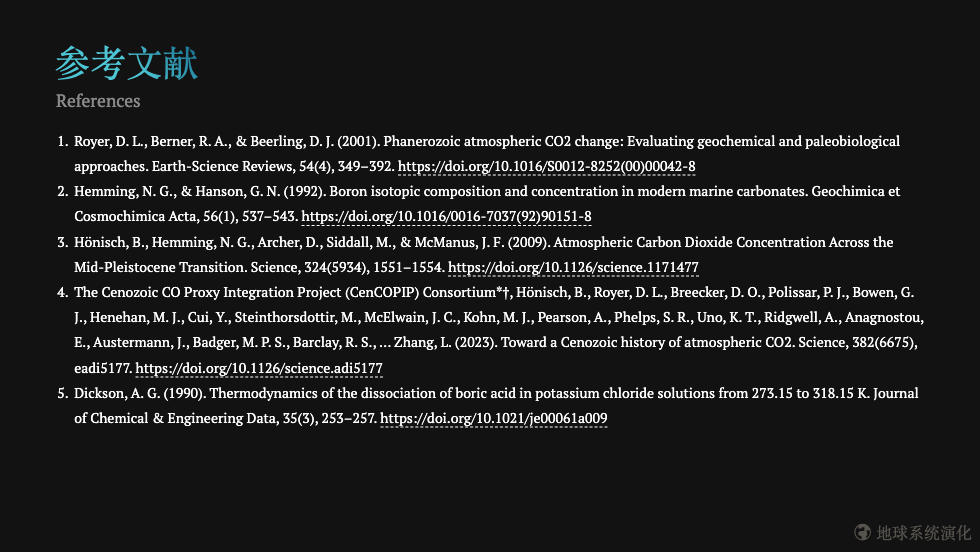 参考文献
References
1. Royer, D. L., Berner, R. A., & Beerling, D. J. (2001). Phanerozoic atmospheric CO2 change: Evaluating geochemical and paleobiological
approaches. Earth-Science Reviews, 54(4), 349–392. https://doi.org/10.1016/S0012-8252(00)00042-8
2. Hemming, N. G., & Hanson, G. N. (1992). Boron isotopic composition and concentration in modern marine carbonates. Geochimica et
Cosmochimica Acta, 56(1), 537–543. https://doi.org/10.1016/0016-7037(92)90151-8
3. Hönisch, B., Hemming, N. G., Archer, D., Siddall, M., & McManus, J. F. (2009). Atmospheric Carbon Dioxide Concentration Across the
Mid-Pleistocene Transition. Science, 324(5934), 1551–1554. https://doi.org/10.1126/science.1171477
4. The Cenozoic CO Proxy Integration Project (CenCOPIP) Consortium*†, Hönisch, B., Royer, D. L., Breecker, D. O., Polissar, P. J., Bowen, G.
J., Henehan, M. J., Cui, Y., Steinthorsdottir, M., McElwain, J. C., Kohn, M. J., Pearson, A., Phelps, S. R., Uno, K. T., Ridgwell, A., Anagnostou,
E., Austermann, J., Badger, M. P. S., Barclay, R. S., … Zhang, L. (2023). Toward a Cenozoic history of atmospheric CO2. Science, 382(6675),
eadi5177. https://doi.org/10.1126/science.adi5177
5. Dickson, A. G. (1990). Thermodynamics of the dissociation of boric acid in potassium chloride solutions from 273.15 to 318.15 K. Journal
of Chemical & Engineering Data, 35(3), 253–257. https://doi.org/10.1021/je00061a009
地球系统演化